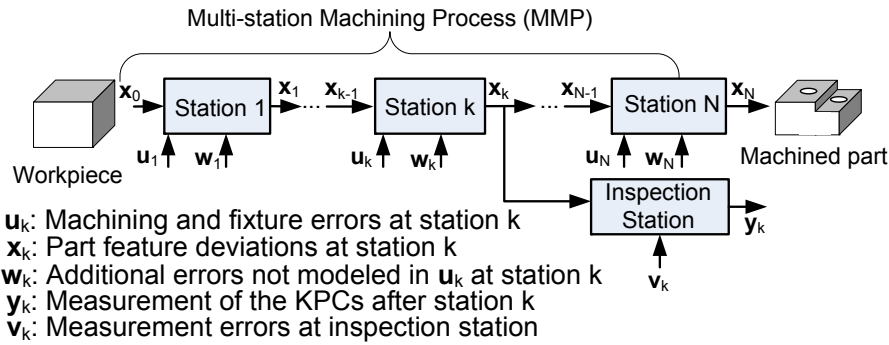 Multi-station Machining Process (MMP)
x0 Station 1 x1 ... xk-1 Station k xk ... xN-1 Station N xN
u1 w1 uk wk uN wN
Workpiece
Machined part
Inspection
Station
yk
vk
uk: Machining and fixture errors at station k
xk: Part feature deviations at station k
wk: Additional errors not modeled in uk at station k
yk: Measurement of the KPCs after station k
vk: Measurement errors at inspection station